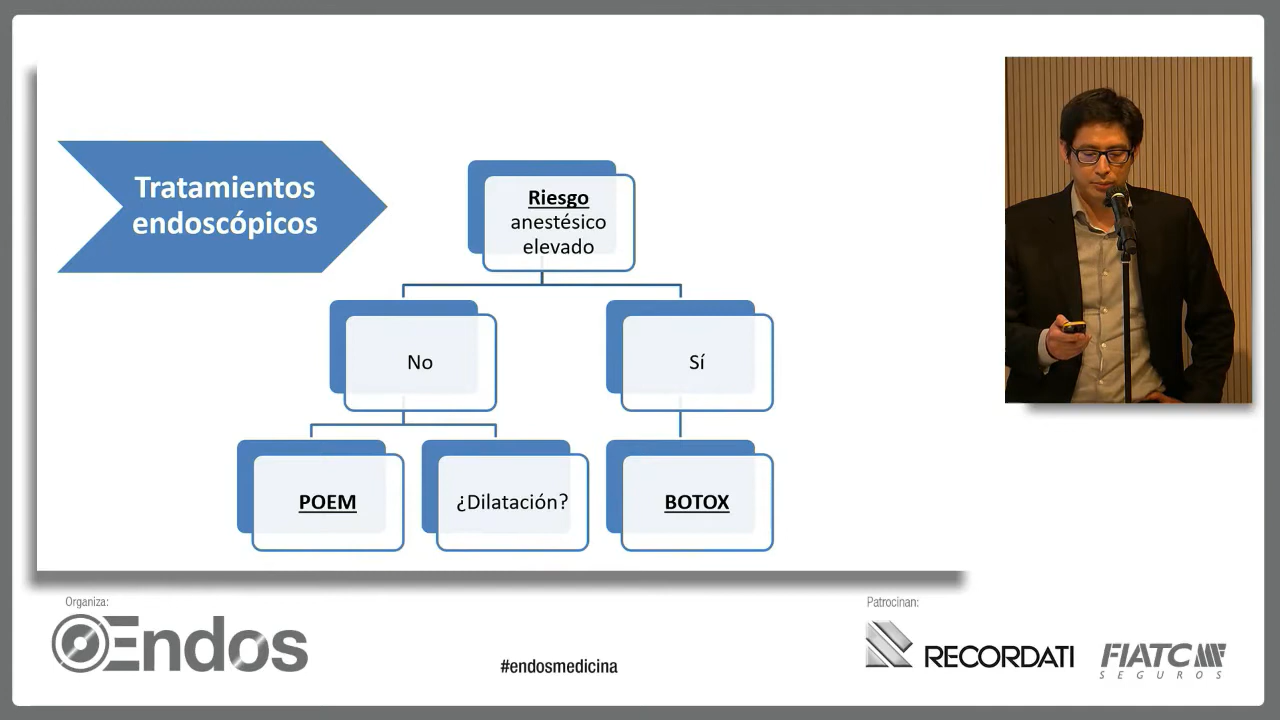 Tratamientos
endoscópicos
Riesgo
anestésico
elevado
No
Sí
POEM
¿Dilatación?
BOTOX
Organiza:
Endos
#endosmedicina
Patrocinan:
RECORDATI
FIATC
SEGUROS